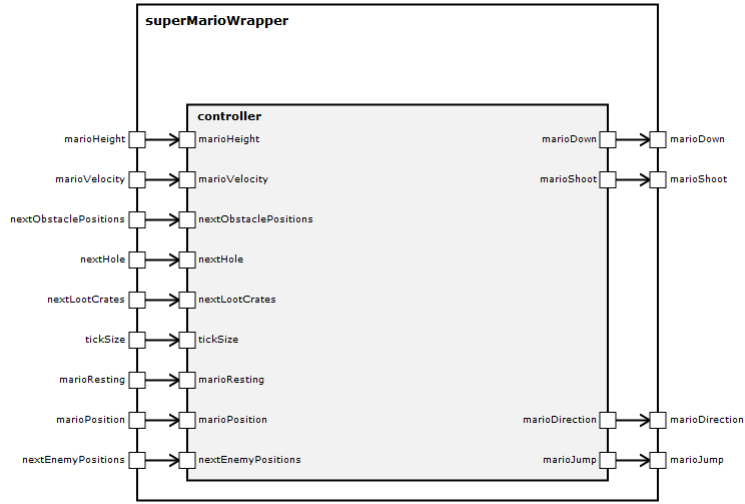 superMarioWrapper
controller
marioHeight marioHeight marioDown marioDown
marioVelocity marioVelocity marioShoot marioShoot
nextObstaclePositions nextObstaclePositions
nextHole nextHole
nextLootCrates nextLootCrates
tickSize tickSize
marioResting marioResting
marioPosition marioPosition marioDirection marioDirection
nextEnemyPositions nextEnemyPositions marioJump marioJump